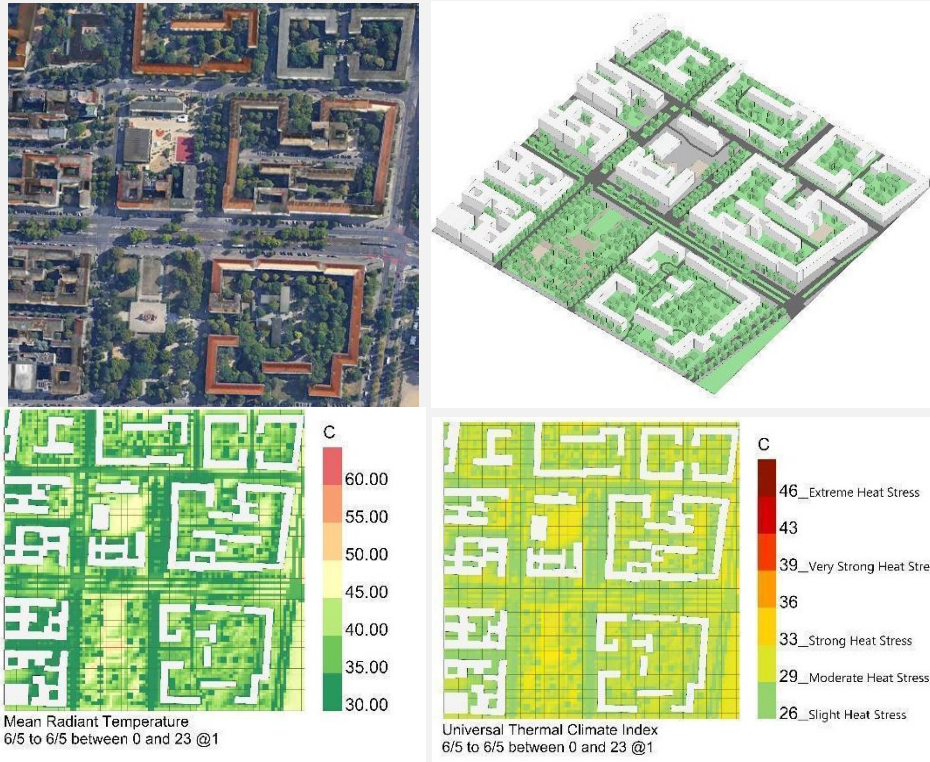 C
60.00
55.00
50.00
45.00
40.00
35.00
30.00
Mean Radiant Temperature
6/5 to 6/5 between 0 and 23 @1
C
46_Extreme Heat Stress
43
39_Very Strong Heat Stre
36
33_Strong Heat Stress
29_Moderate Heat Stress
26_Slight Heat Stress
Universal Thermal Climate Index
6/5 to 6/5 between 0 and 23 @1